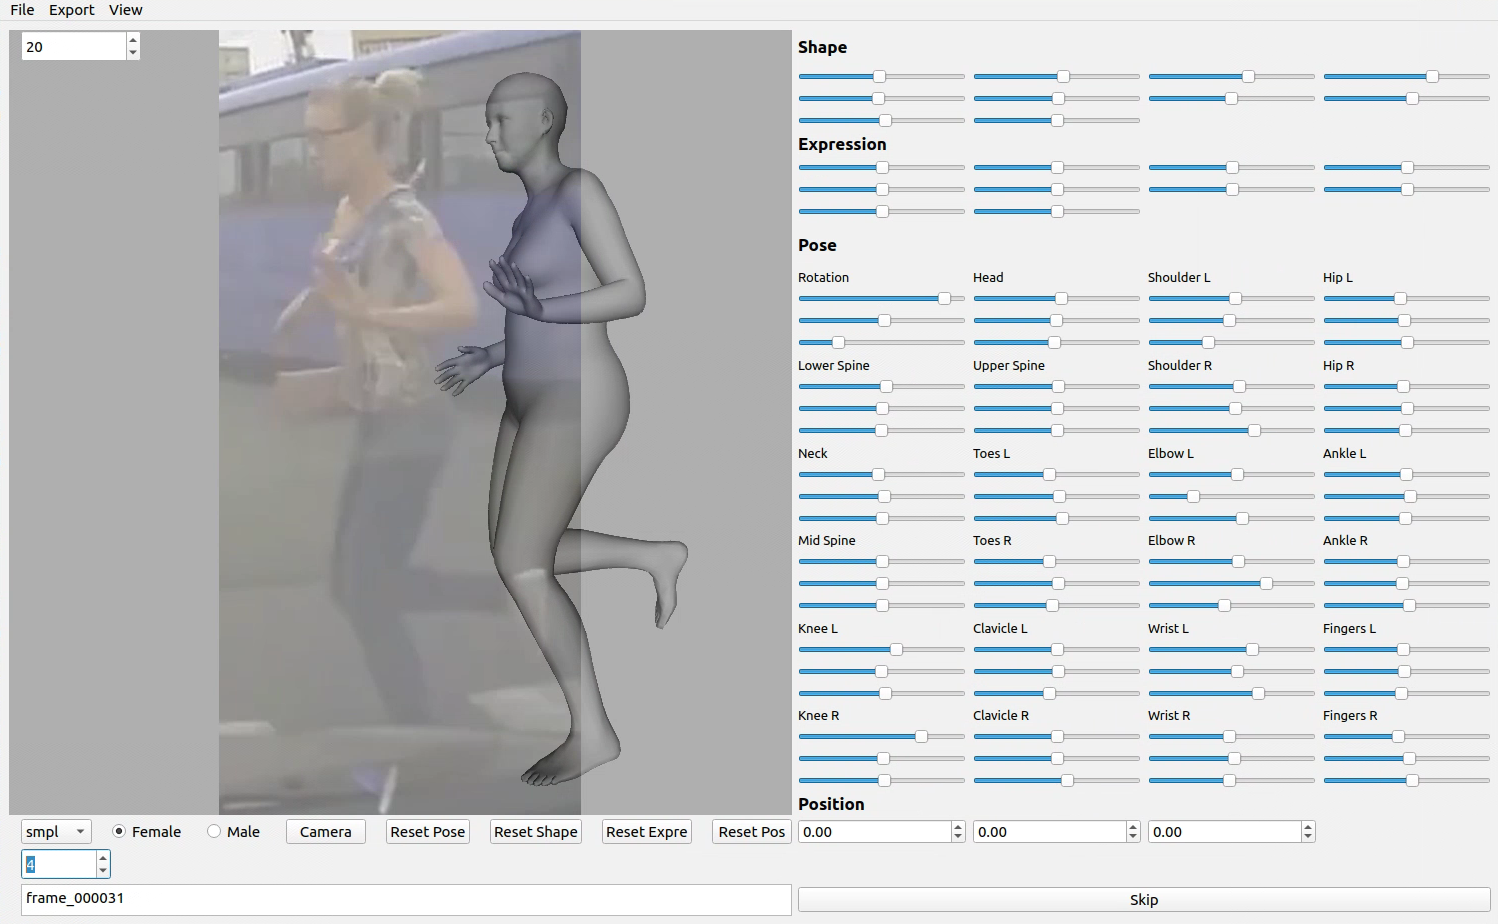 File Export View
20
Shape
Expression
Pose
Rotation Head Shoulder L Hip L
Lower Spine Upper Spine Shoulder R Hip R
Neck Toes L Elbow L Ankle L
Mid Spine Toes R Elbow R Ankle R
Knee L Clavicle L Wrist L Fingers L
Knee R Clavicle R Wrist R Fingers R
Position
smpl Female Male Camera Reset Pose Reset Shape Reset Expre Reset Pos 0.00 0.00 0.00
4
frame_000031
Skip